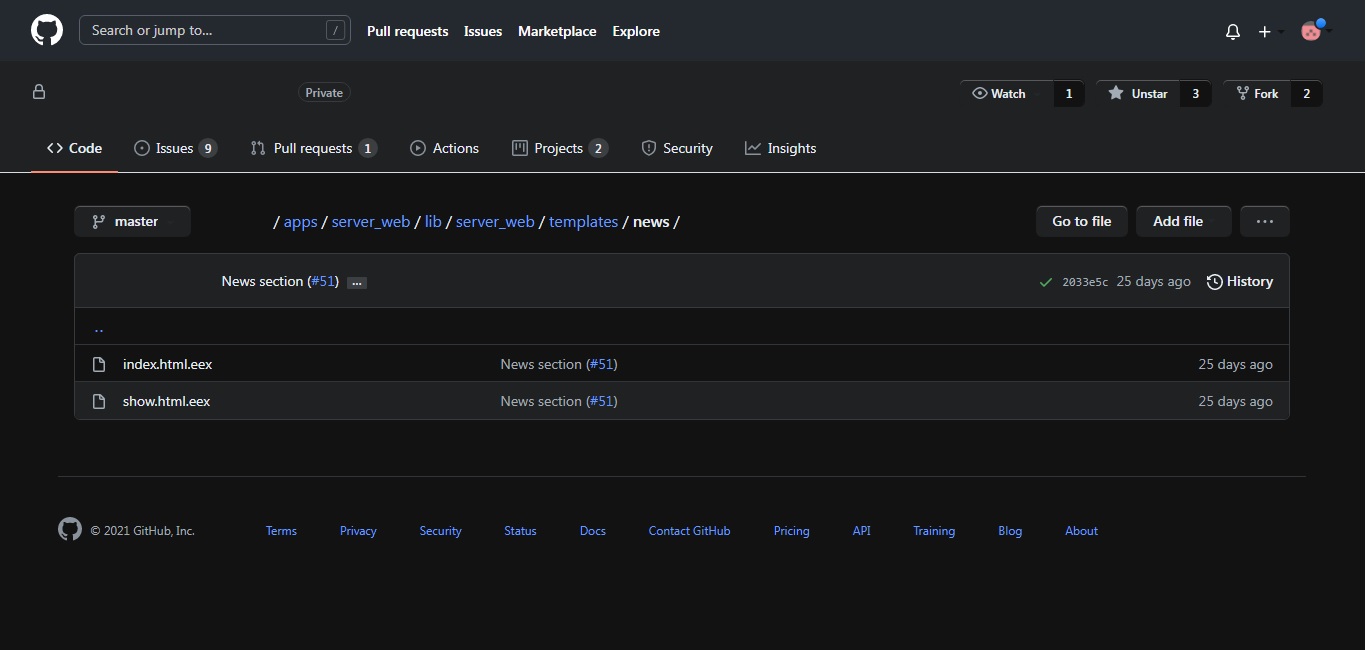 Search or jump to... / Pull requests Issues Marketplace Explore
Private Watch 1 Unstar 3 Fork 2
Code Issues 9 Pull requests 1 Actions Projects 2 Security Insights
master / apps / server_web / lib / server_web / templates / news / Go to file Add file ...
News section (#51) ... 2033e5c 25 days ago History
..
index.html.eex News section (#51) 25 days ago
show.html.eex News section (#51) 25 days ago
© 2021 GitHub, Inc. Terms Privacy Security Status Docs Contact GitHub Pricing API Training Blog About